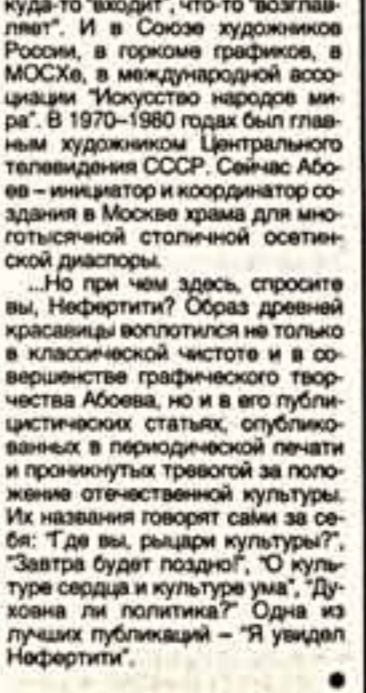 куда-то "входит", что-то "возглав-
ляет". И в Союзе художников
России, в горкоме графиков, в
МОСХе, в международной ассо-
циации "Искусство народов ми-
ра". В 1970–1980 годах был глав-
ным художником Центрального
телевидения СССР. Сейчас Або-
ев – инициатор и координатор со-
здания в Москве храма для мно-
готысячной столичной осетин-
ской диаспоры.
...Но при чем здесь, спросите
вы, Нефертити? Образ древней
красавицы воплотился не только
в классической чистоте и в со-
вершенстве графического твор-
чества Абоева, но и в его публи-
цистических статьях, опублико-
ванных в периодической печати
и проникнутых тревогой за поло-
жение отечественной культуры.
Их названия говорят сами за се-
бя: "Где вы, рыцари культуры?",
"Завтра будет поздно!", "О куль-
туре сердца и культуре ума", "Ду-
ховна ли политика?" Одна из
лучших публикаций – "Я увидел
Нефертити".